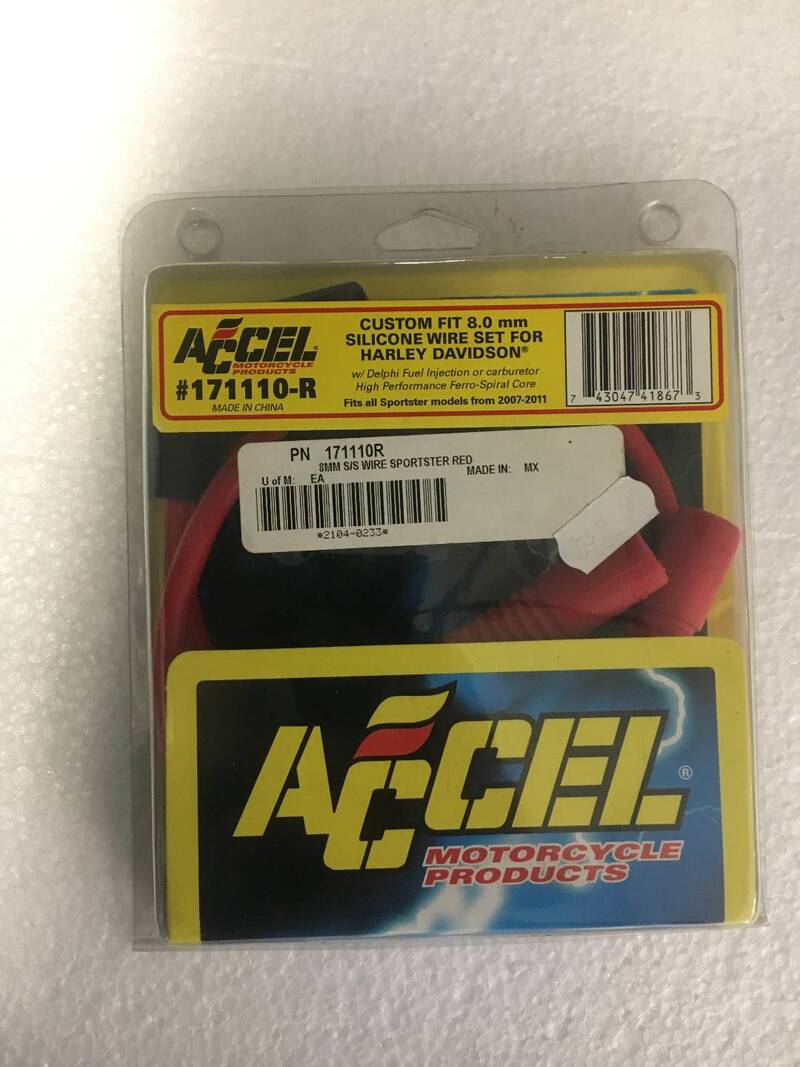 ACCEL
MOTORCYCLE
PRODUCTS
#171110-R
MADE IN CHINA
CUSTOM FIT 8.0 mm
SILICONE WIRE SET FOR
HARLEY DAVIDSON®
w/ Delphi Fuel Injection or carburetor
High Performance Ferro-Spiral Core
Fits all Sportster models from 2007-2011
7 43047 41867 3
PN 171110R
8MM S/S WIRE SPORTSTER RED
U of M: EA
MADE IN: MX
*2104-0233*
ACCEL®
MOTORCYCLE
PRODUCTS